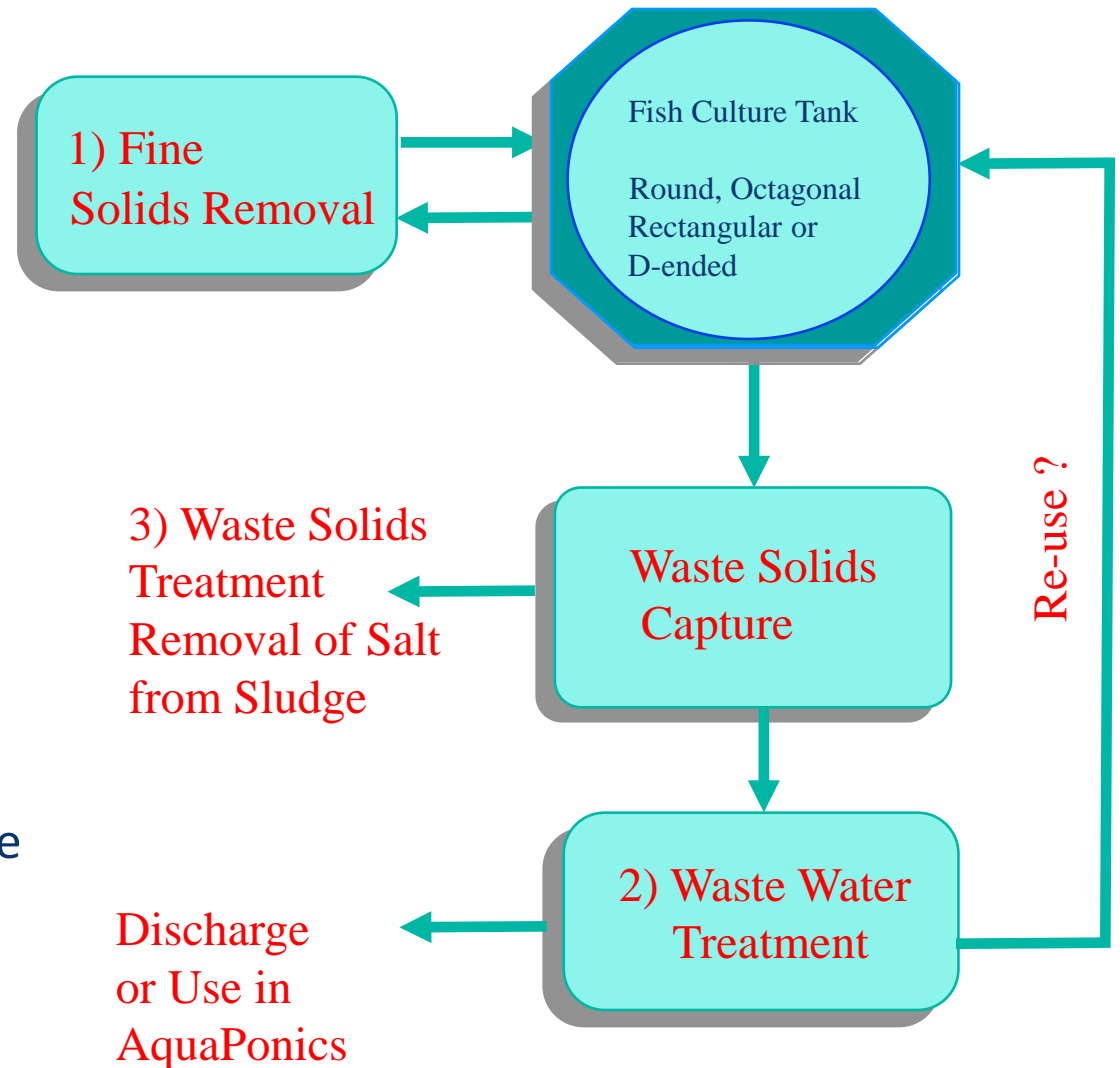 1) Fine
Solids Removal
Fish Culture Tank
Round, Octagonal
Rectangular or
D-ended
Re-use ?
3) Waste Solids
Treatment
Removal of Salt
from Sludge
Waste Solids
Capture
e
2) Waste Water
Treatment
Discharge
or Use in
AquaPonics